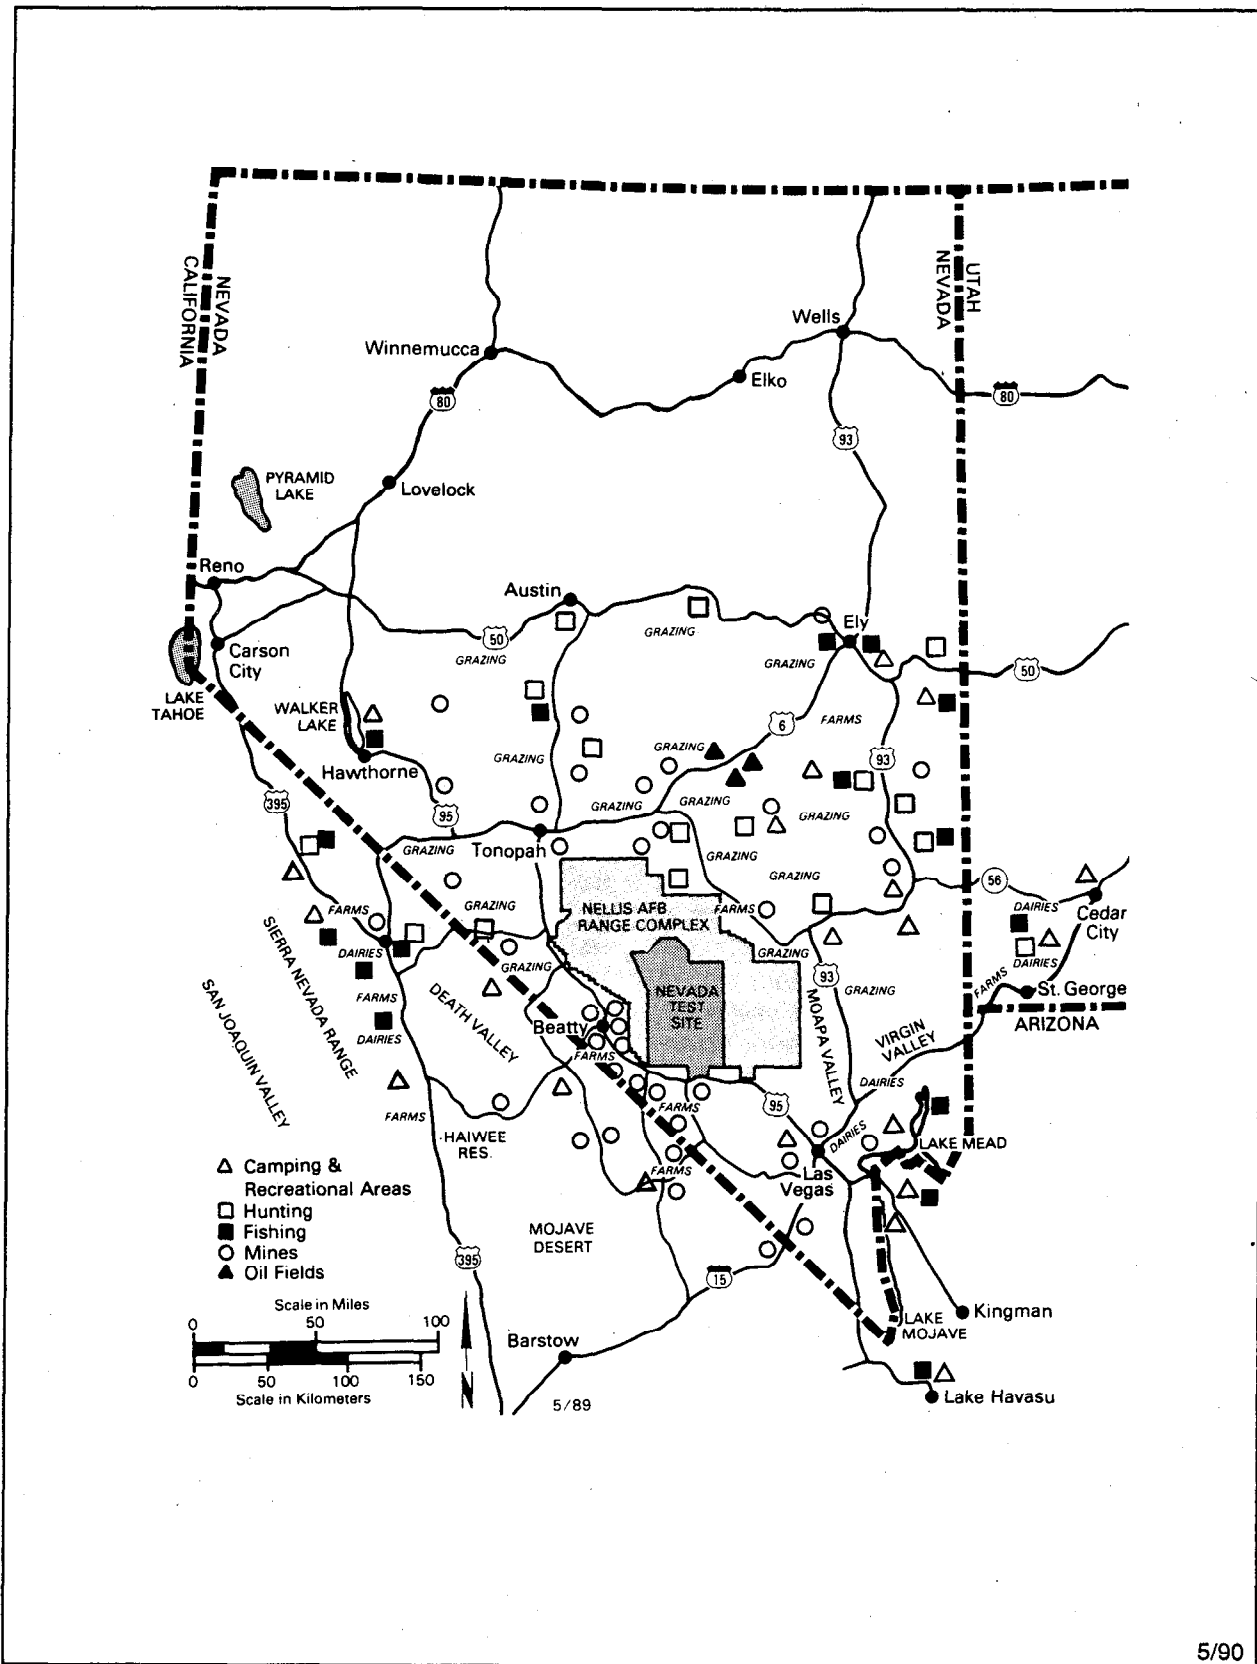 NEVADA
CALIFORNIA
UTAH
NEVADA
Wells
Winnemucca
Elko
80
80
93
PYRAMID
LAKE
Lovelock
Reno
Austin
Ely
50
GRAZING
Carson
City
GRAZING
GRAZING
50
LAKE
TAHOE
WALKER
LAKE
6
FARMS
GRAZING
GRAZING
93
Hawthorne
395
95
GRAZING
GRAZING
GRAZING
Tonopah
GRAZING
GRAZING
GRAZING
56
NELLIS AFB
RANGE COMPLEX
FARMS
GRAZING
FARMS
DAIRIES
Cedar
City
DAIRIES
DAIRIES
GRAZING
GRAZING
93
SIERRA NEVADA RANGE
SAN JOAQUIN VALLEY
DEATH VALLEY
FARMS
DAIRIES
NEVADA
TEST
SITE
MOAPA VALLEY
GRAZING
FARMS
St. George
ARIZONA
Beatty
FARMS
VIRGIN
VALLEY
DAIRIES
FARMS
FARMS
95
HAIWEE
RES.
DAIRIES
LAKE MEAD
FARMS
Las
Vegas
Camping &
Recreational Areas
Hunting
Fishing
Mines
Oil Fields
MOJAVE
DESERT
395
15
Scale in Miles
0 50 100
0 50 100 150
Scale in Kilometers
N
Barstow
5/89
LAKE
MOJAVE
Kingman
Lake Havasu
5/90